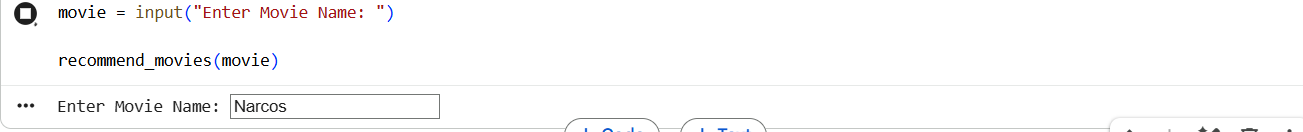 movie = input("Enter Movie Name: ")
recommend_movies(movie)
Enter Movie Name: Narcos